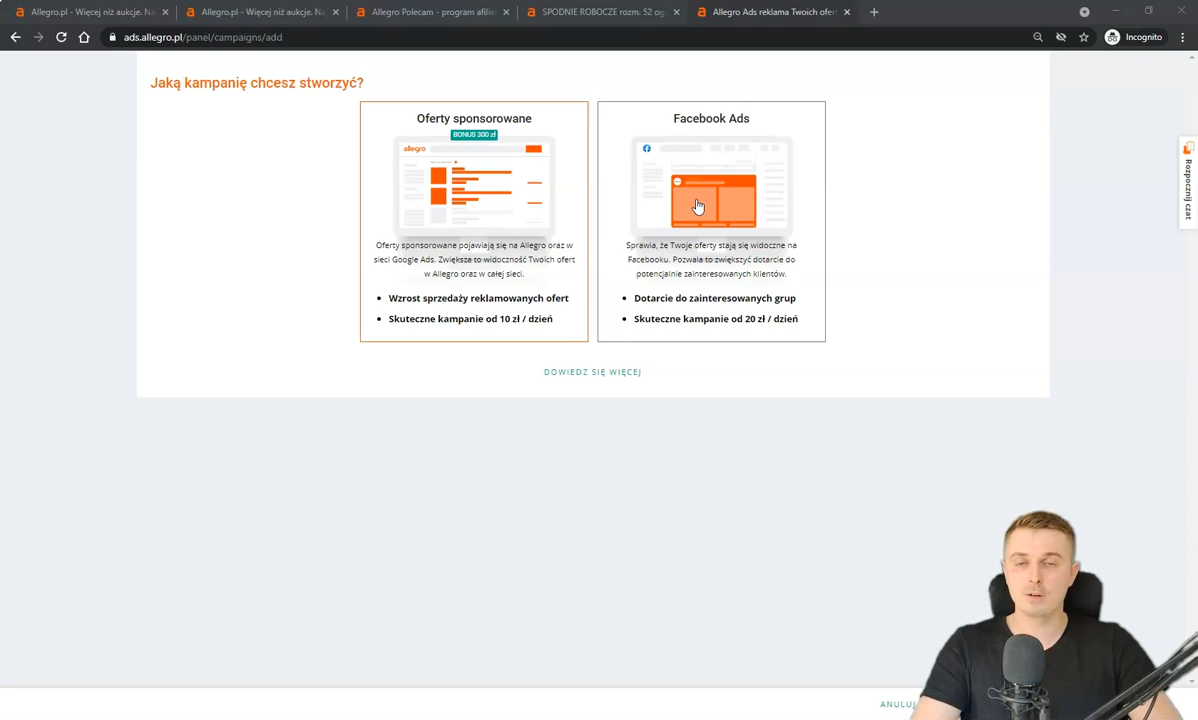 Allegro.pl - Więcej niż aukcje. Na
Allegro.pl - Więcej niż aukcje. Na
Allegro Polecam - program afilia
SPODNIE ROBOCZE rozm. 52 og
Allegro Ads reklama Twoich ofert
ads.allegro.pl/panel/campaigns/add
Incognito
Jaką kampanię chcesz stworzyć?
Oferty sponsorowane
BONUS 300 zł
allegro
Oferty sponsorowane pojawiają się na Allegro oraz w
sieci Google Ads. Zwiększa to widoczność Twoich ofert
w Allegro oraz w całej sieci.
Wzrost sprzedaży reklamowanych ofert
Skuteczne kampanie od 10 zł / dzień
Facebook Ads
Sprawia, że Twoje oferty stają się widoczne na
Facebooku. Pozwala to zwiększyć dotarcie do
potencjalnie zainteresowanych klientów.
Dotarcie do zainteresowanych grup
Skuteczne kampanie od 20 zł / dzień
DOWIEDZ SIĘ WIĘCEJ
Rozpocznij czat
ANULUJ